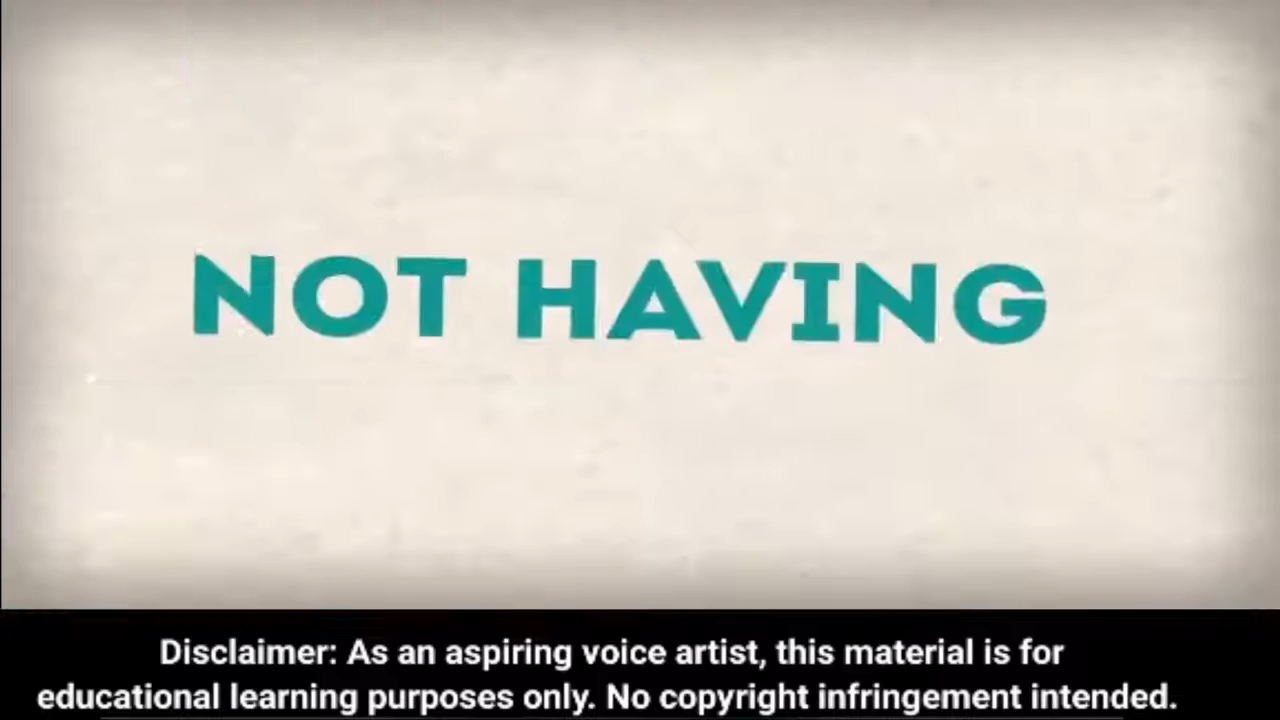 NOT HAVING
Disclaimer: As an aspiring voice artist, this material is for
educational learning purposes only. No copyright infringement intended.